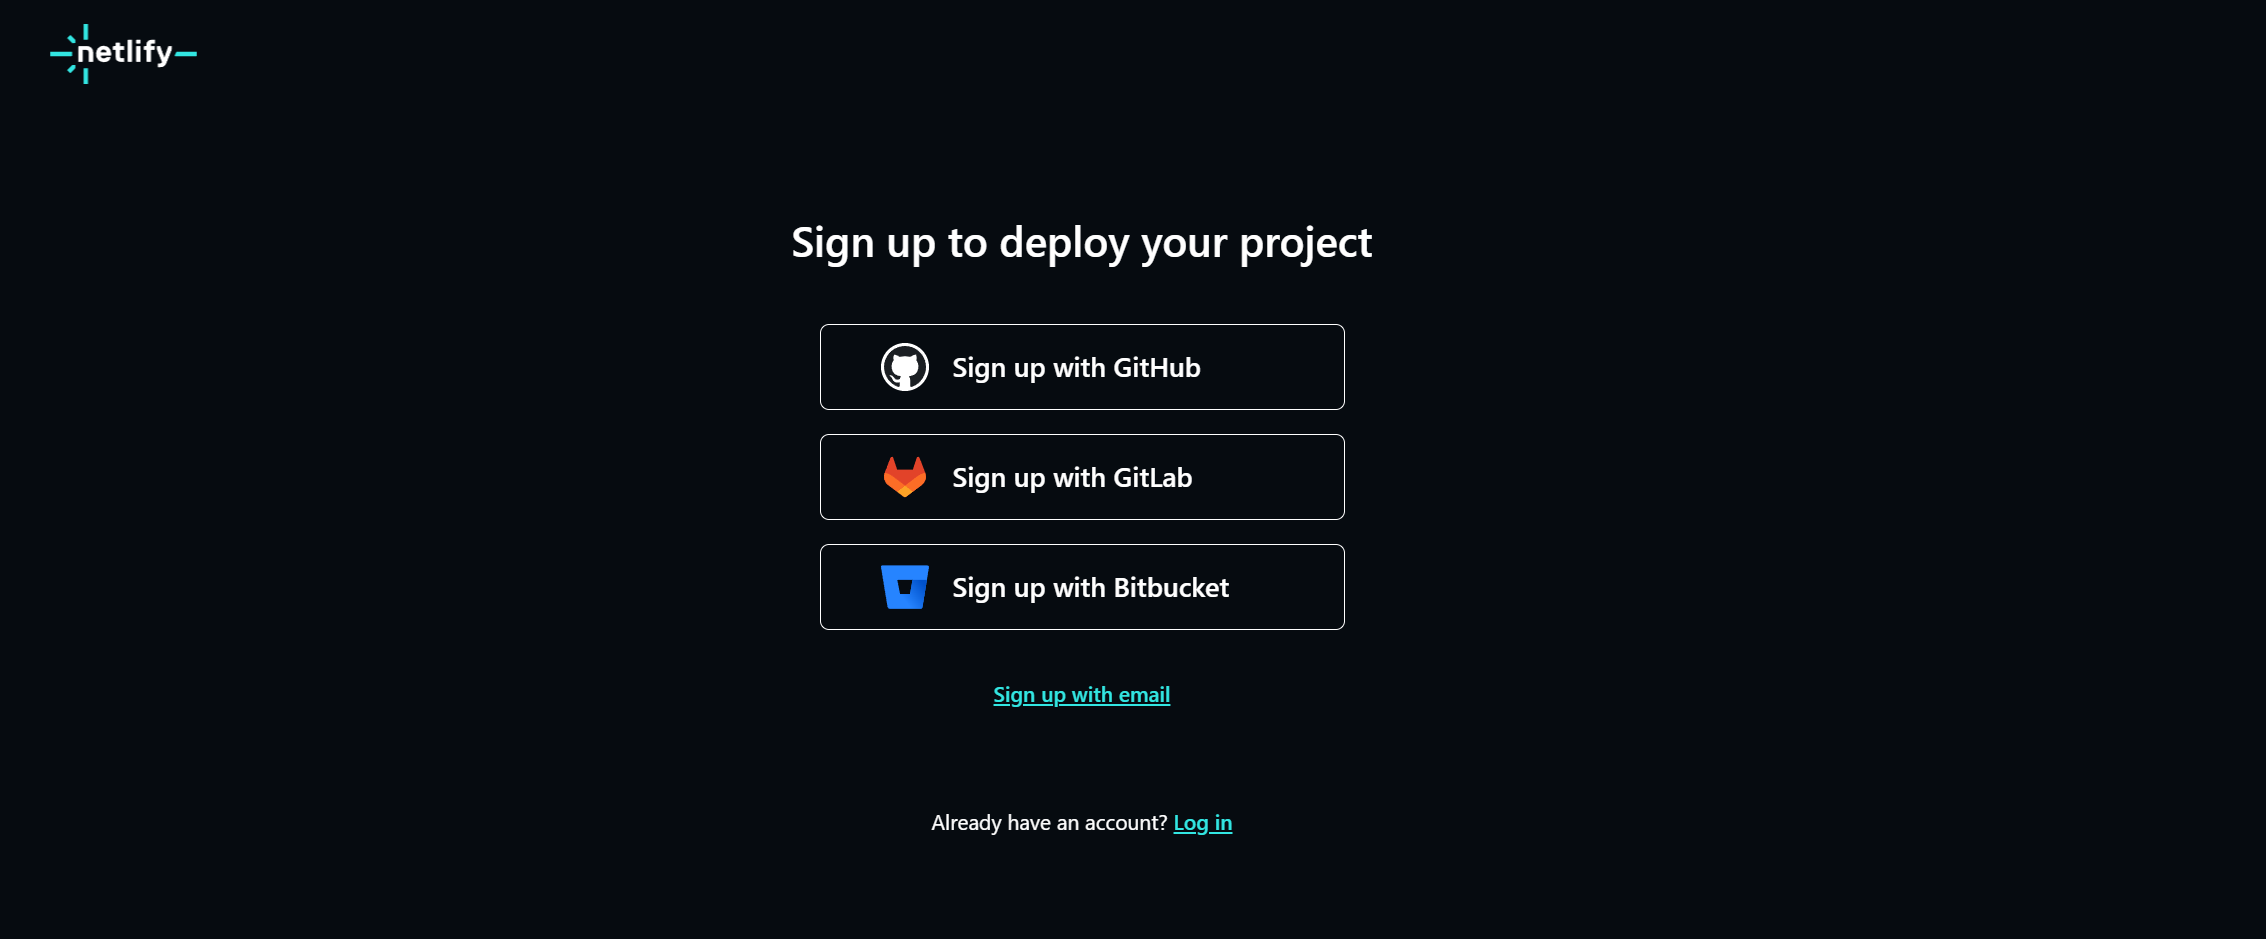 netlify
Sign up to deploy your project
Sign up with GitHub
Sign up with GitLab
Sign up with Bitbucket
Sign up with email
Already have an account? Log in